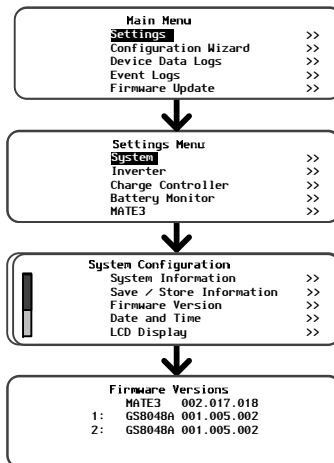 Main Menu
Settings >>
Configuration Wizard >>
Device Data Logs >>
Event Logs >>
Firmware Update >>
Settings Menu
System >>
Inverter >>
Charge Controller >>
Battery Monitor >>
MATE3 >>
System Configuration
System Information >>
Save / Store Information >>
Firmware Version >>
Date and Time >>
LCD Display >>
Firmware Versions
MATE3 002.017.018
1: GS8048A 001.005.002
2: GS8048A 001.005.002